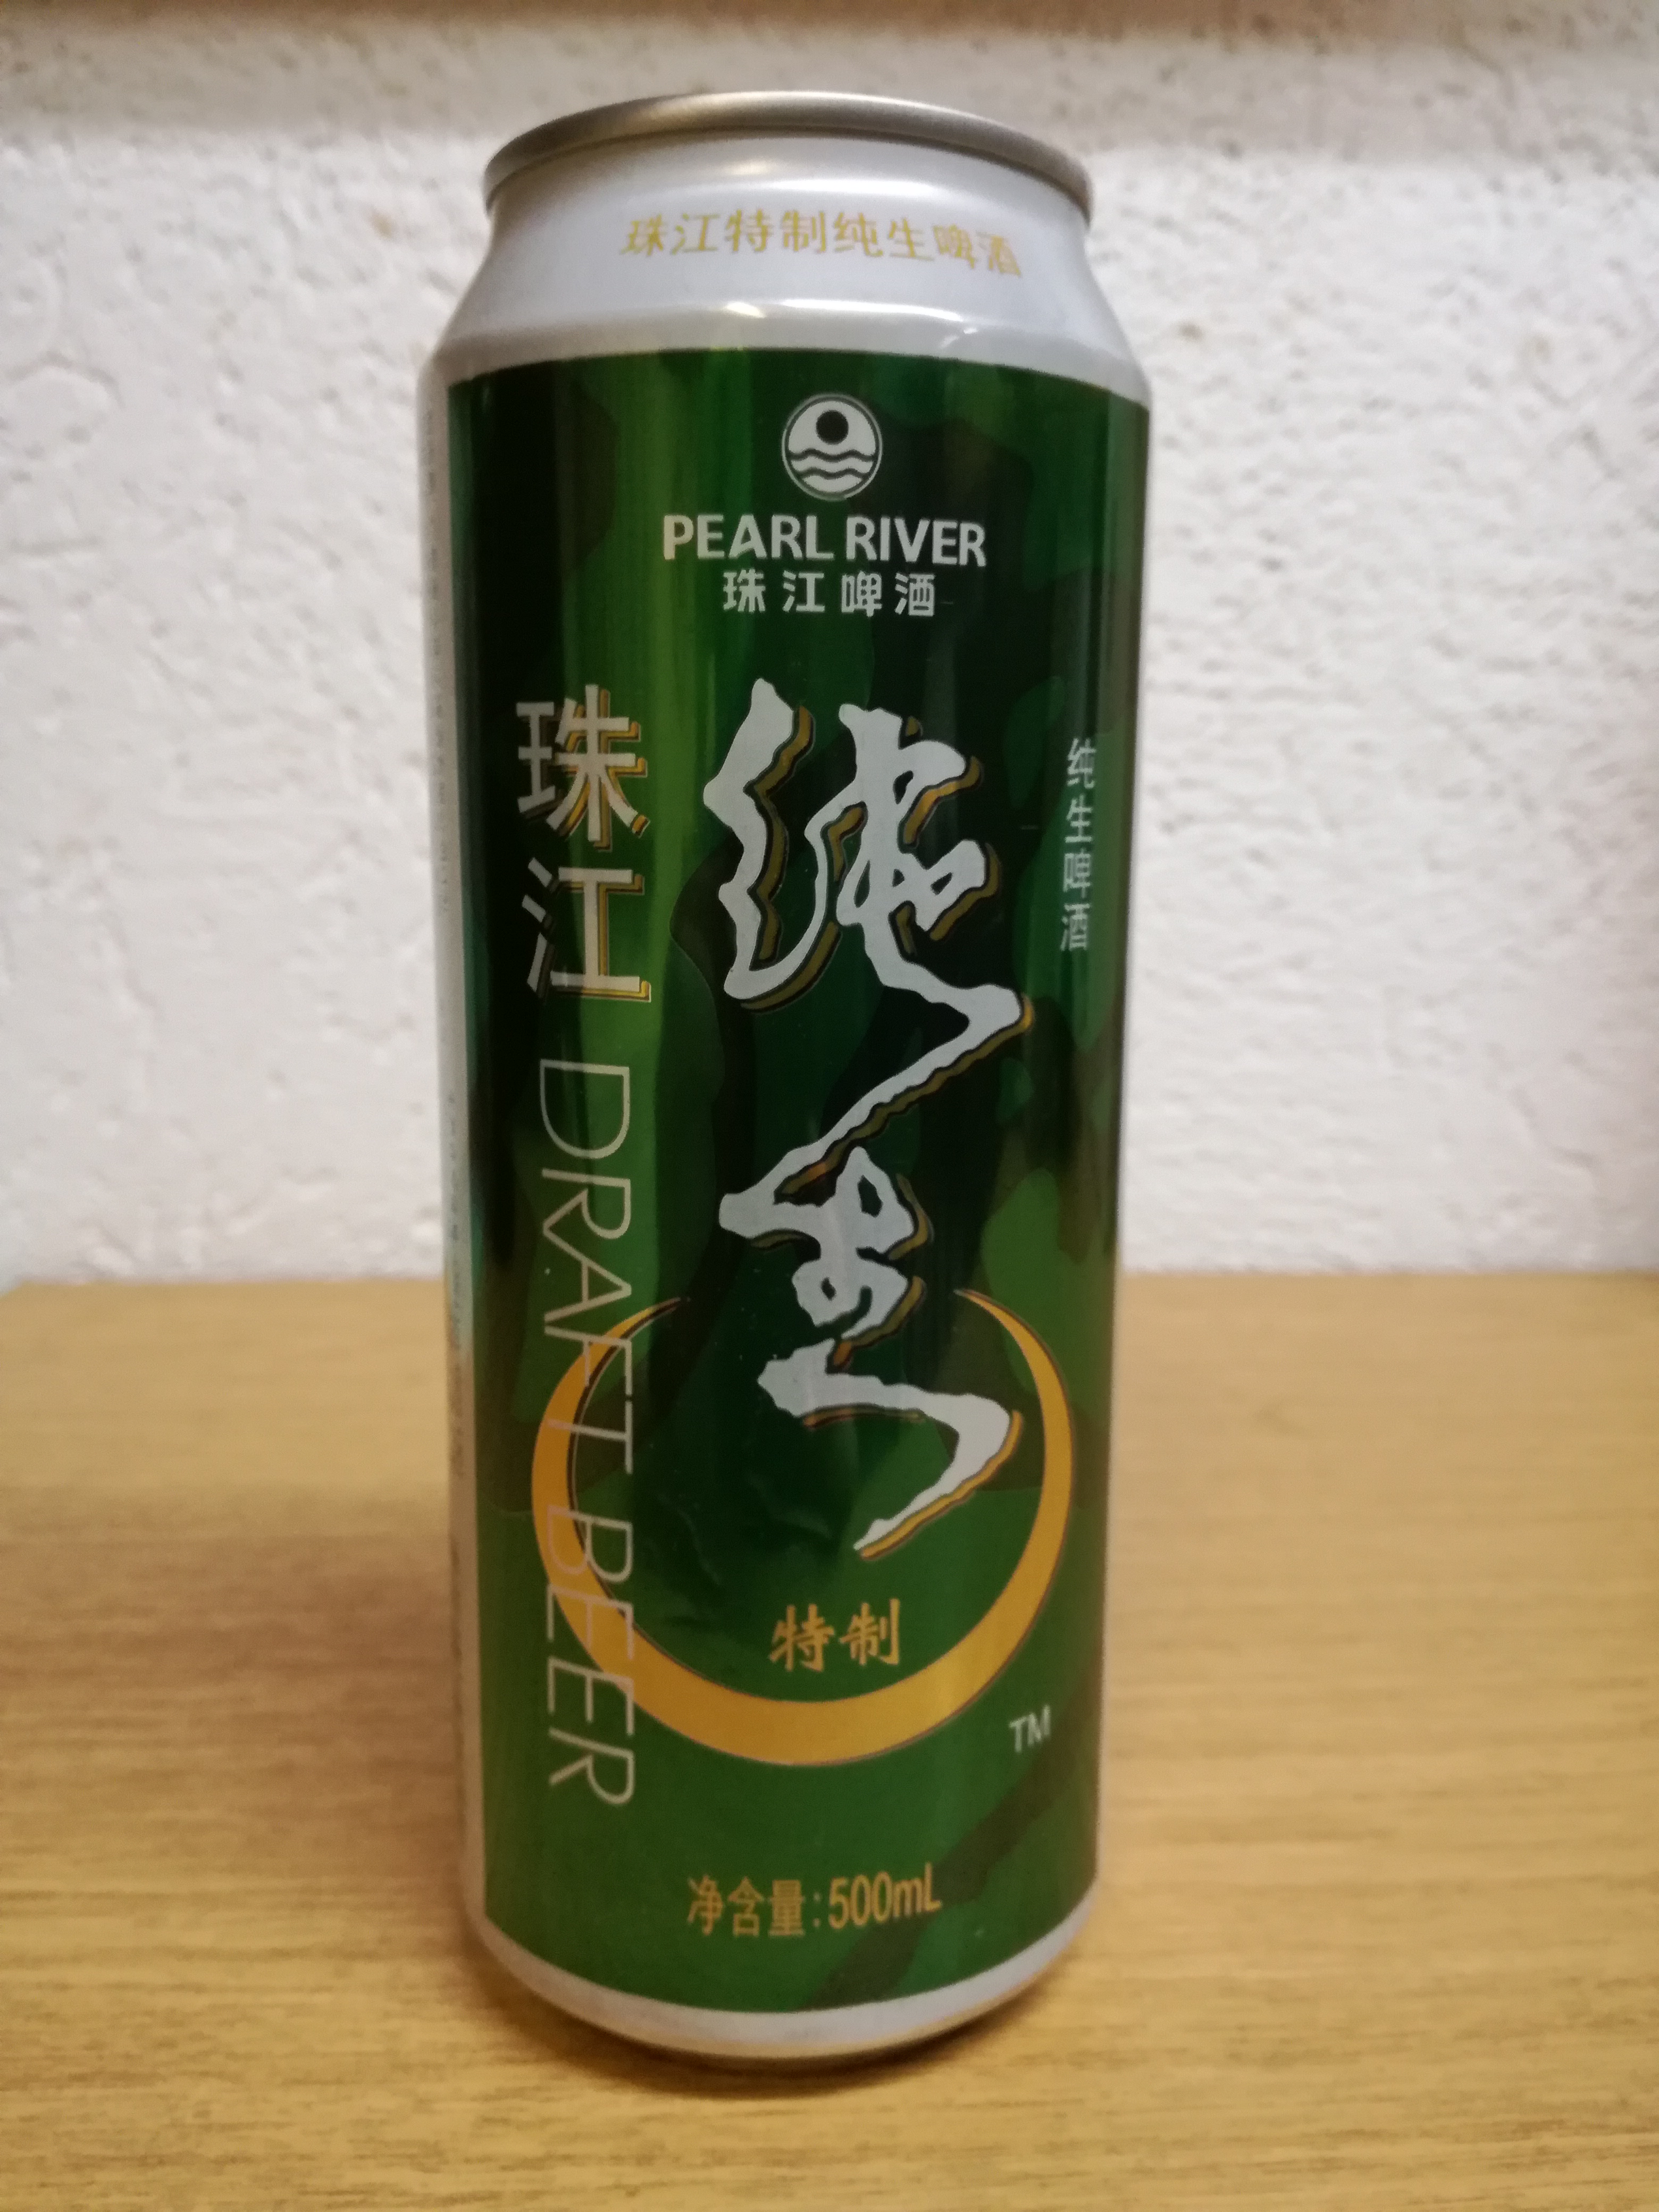 珠江特制纯生啤酒
PEARL RIVER
珠江啤酒
珠江 DRAFT BEER
纯生
纯生啤酒
特制
TM
净含量:500mL